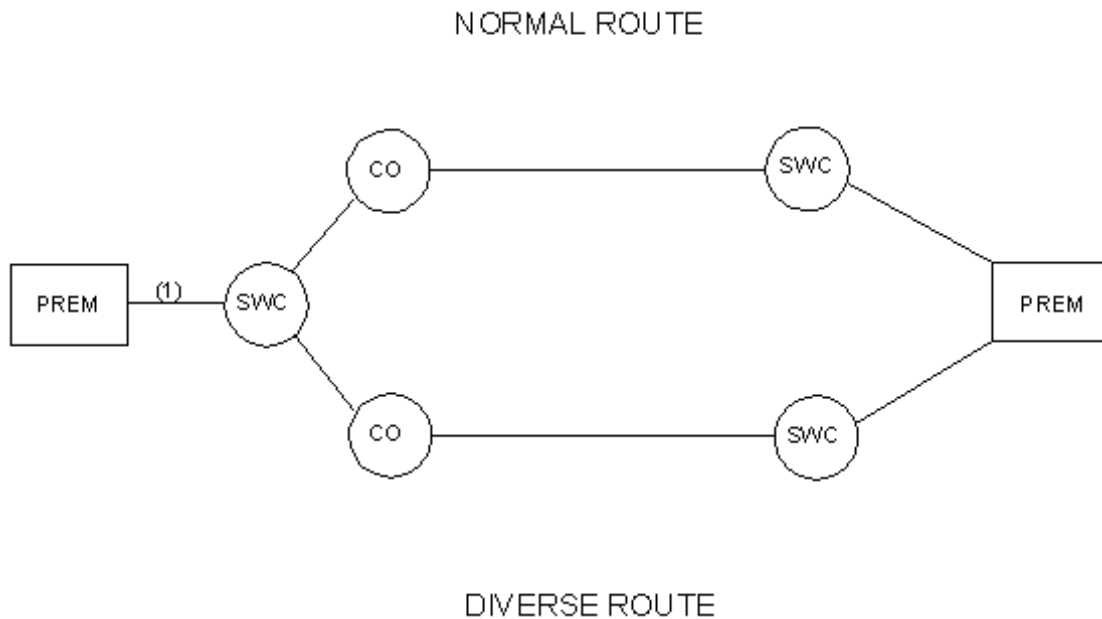 NORMAL ROUTE
CO
SWC
PREM
(1)
SWC
PREM
CO
SWC
DIVERSE ROUTE